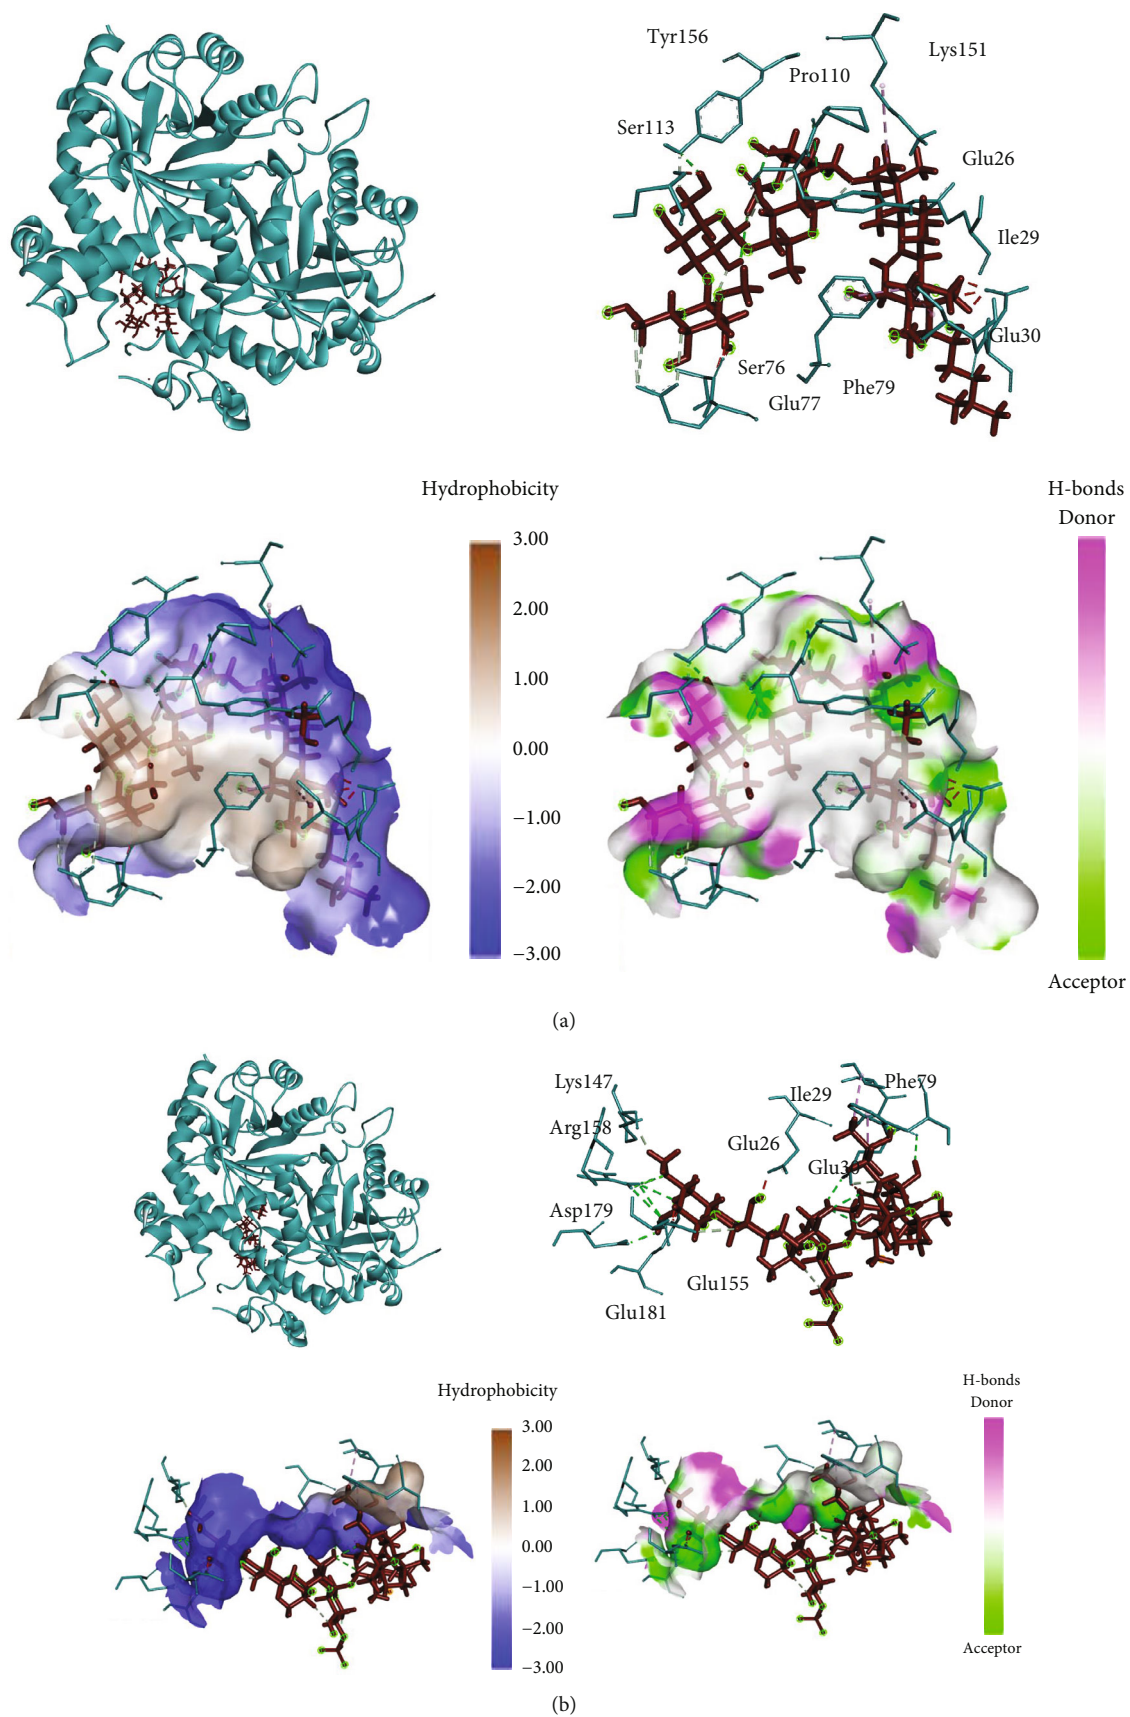 Tyr156
Lys151
Pro110
Ser113
Glu26
Ile29
Glu30
Ser76
Phe79
Glu77
Hydrophobicity
3.00
2.00
1.00
0.00
−1.00
−2.00
−3.00
H-bonds
Donor
Acceptor
(a)
Lys147
Ile29
Phe79
Arg158
Glu26
Glu30
Asp179
Glu155
Glu181
Hydrophobicity
3.00
2.00
1.00
0.00
−1.00
−2.00
−3.00
H-bonds
Donor
Acceptor
(b)